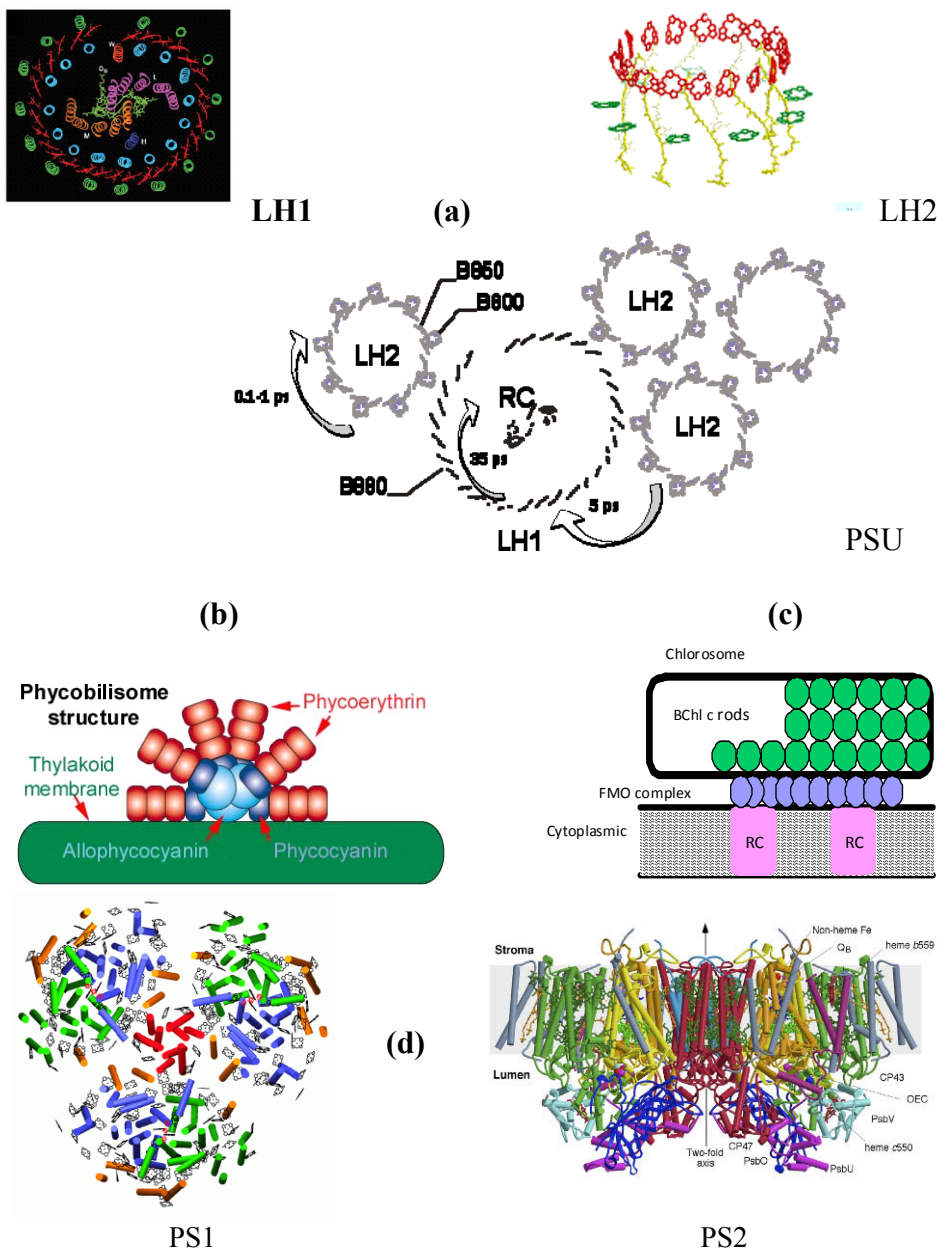 W
L
M
H
LH1
(a)
LH2
B850
B800
LH2
LH2
RC
0.1-1 ps
LH2
35 ps
B880
5 ps
LH1
PSU
(b)
(c)
Chlorosome
Phycobilisome
structure
Phycoerythrin
BChl c rods
Thylakoid
membrane
FMO complex
Cytoplasmic
RC
RC
Allophycocyanin
Phycocyanin
Non-heme Fe
QB
heme b559
Stroma
(d)
Lumen
CP43
OEC
PsbV
heme c550
CP47
Two-fold
axis
PsbO
PsbU
PS1
PS2